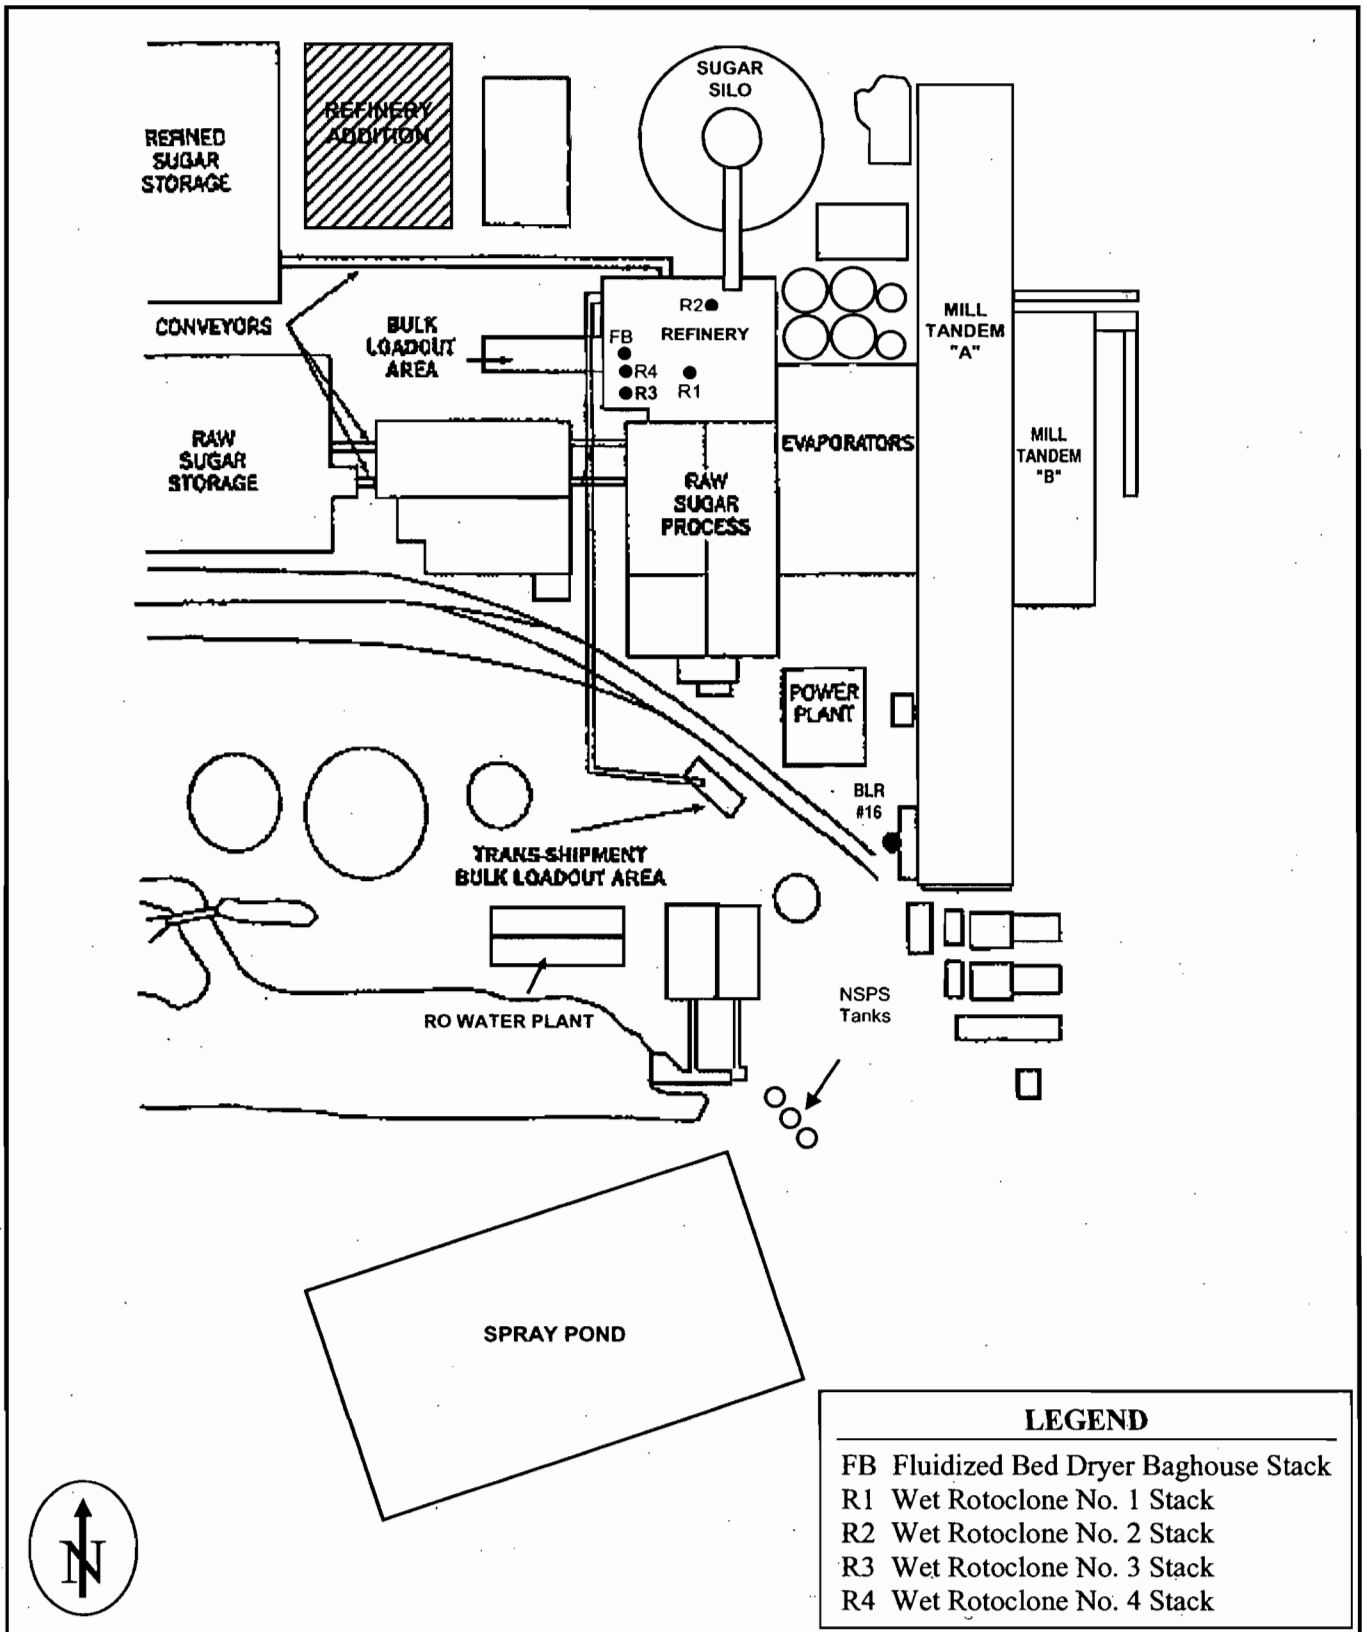 SUGAR
SILO
REFINERY
ADDITION
REFINED
SUGAR
STORAGE
CONVEYORS
BULK
LOADOUT
AREA
R2
REFINERY
FB
R4
R3
R1
MILL
TANDEM
"A"
RAW
SUGAR
STORAGE
RAW
SUGAR
PROCESS
EVAPORATORS
MILL
TANDEM
"B"
POWER
PLANT
BLR
#16
TRANS-SHIPMENT
BULK LOADOUT AREA
RO WATER PLANT
NSPS
Tanks
SPRAY POND
N
LEGEND
FB Fluidized Bed Dryer Baghouse Stack
R1 Wet Rotoclone No. 1 Stack
R2 Wet Rotoclone No. 2 Stack
R3 Wet Rotoclone No. 3 Stack
R4 Wet Rotoclone No. 4 Stack